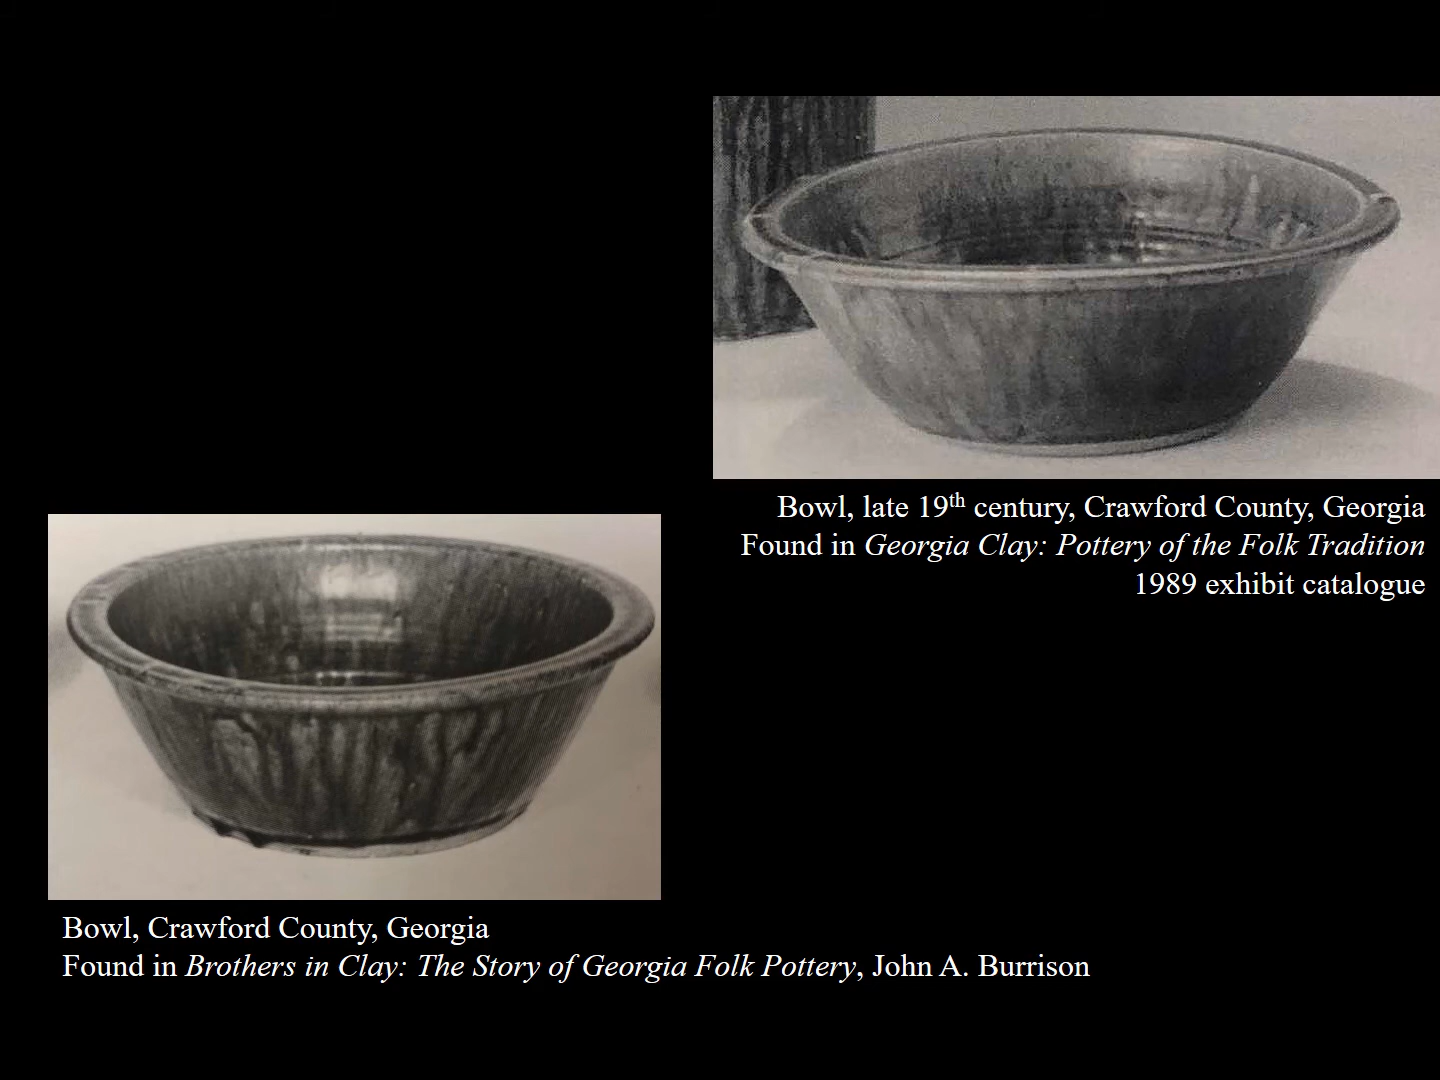 Bowl, late 19th century, Crawford County, Georgia
Found in Georgia Clay: Pottery of the Folk Tradition
1989 exhibit catalogue
Bowl, Crawford County, Georgia
Found in Brothers in Clay: The Story of Georgia Folk Pottery, John A. Burrison